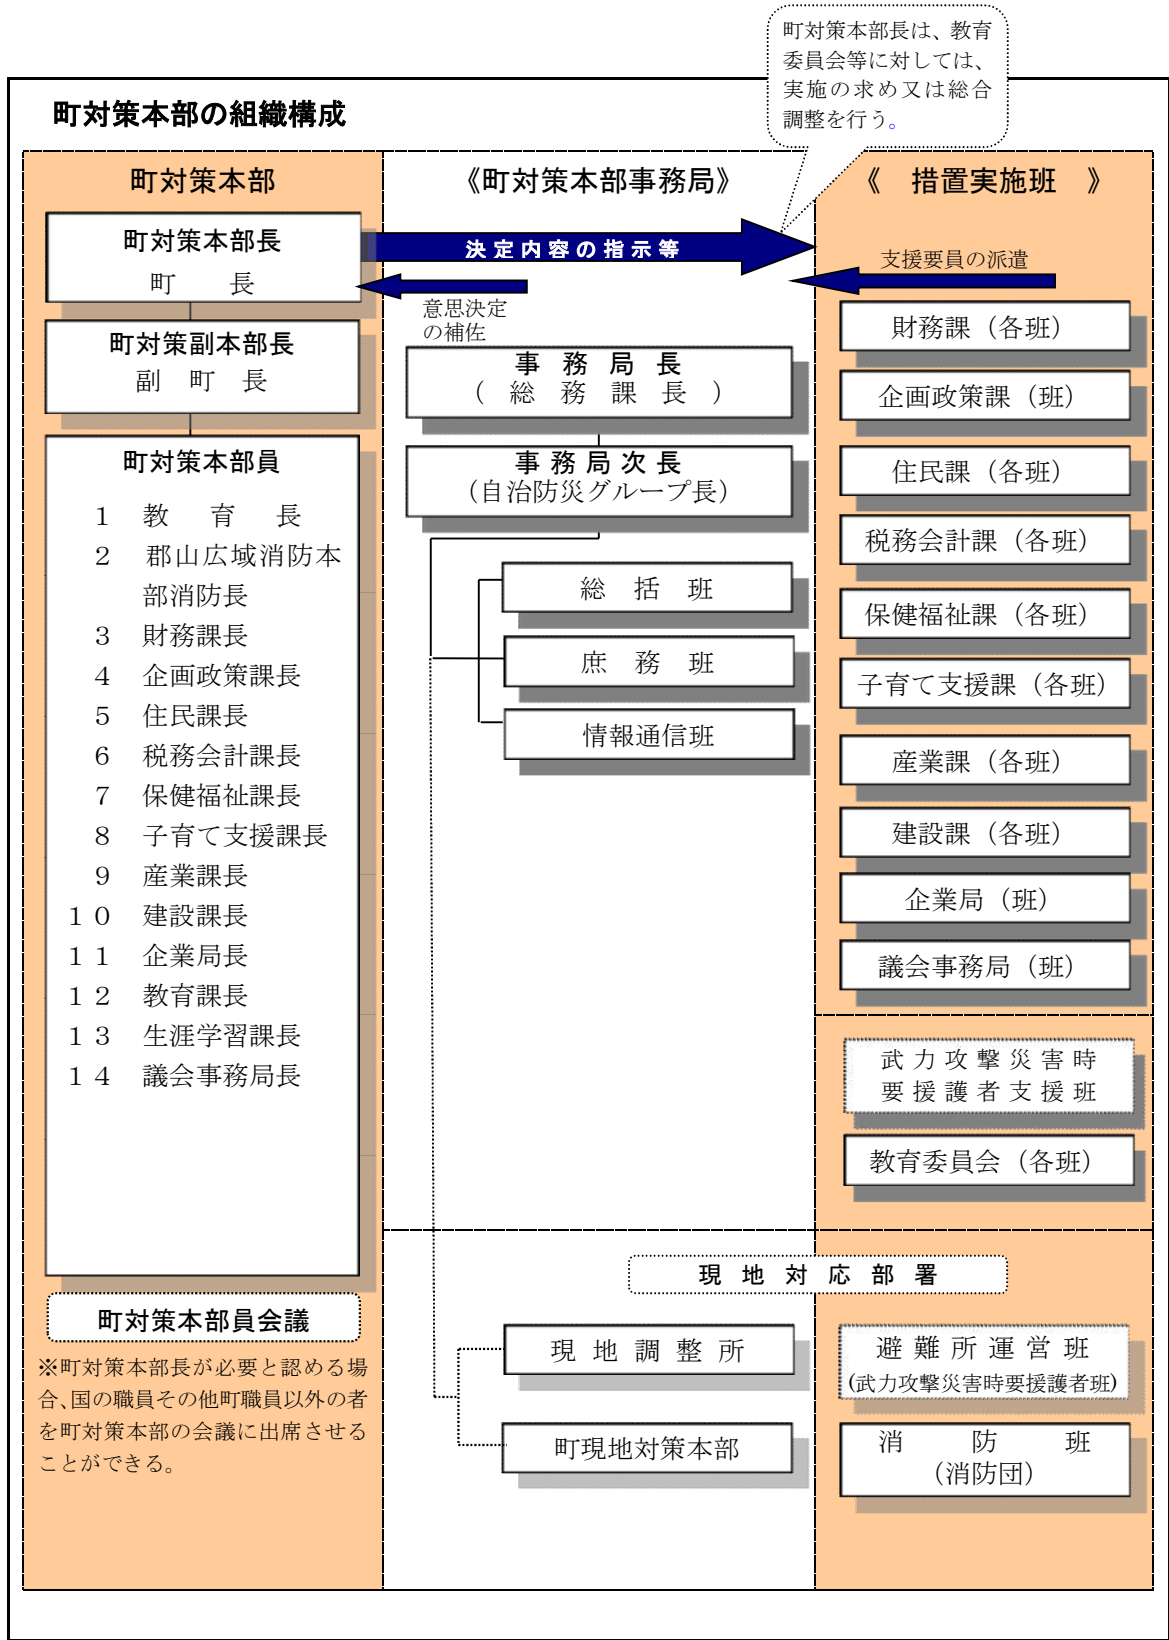 町対策本部長は、教育
委員会等に対しては、
実施の求め又は総合
調整を行う。
町対策本部の組織構成
町対策本部
町対策本部長
町　　長
町対策副本部長
副　町　長
町対策本部員
１　教　育　長
２　郡山広域消防本
部消防長
３　財務課長
４　企画政策課長
５　住民課長
６　税務会計課長
７　保健福祉課長
８　子育て支援課長
９　産業課長
１０　建設課長
１１　企業局長
１２　教育課長
１３　生涯学習課長
１４　議会事務局長
町対策本部員会議
※町対策本部長が必要と認める場
合、国の職員その他町職員以外の者
を町対策本部の会議に出席させる
ことができる。
《町対策本部事務局》
決定内容の指示等
意思決定
の補佐
事　務　局　長
（　総　務　課　長　）
事務局次長
（自治防災グループ長）
総　括　班
庶　務　班
情報通信班
《　措置実施班　》
支援要員の派遣
財務課（各班）
企画政策課（班）
住民課（各班）
税務会計課（各班）
保健福祉課（各班）
子育て支援課（各班）
産業課（各班）
建設課（各班）
企業局（班）
議会事務局（班）
武力攻撃災害時
要援護者支援班
教育委員会（各班）
現　地　対　応　部　署
現　地　調　整　所
町現地対策本部
避難所運営班
(武力攻撃災害時要援護者班)
消　　防　　班
（消防団）